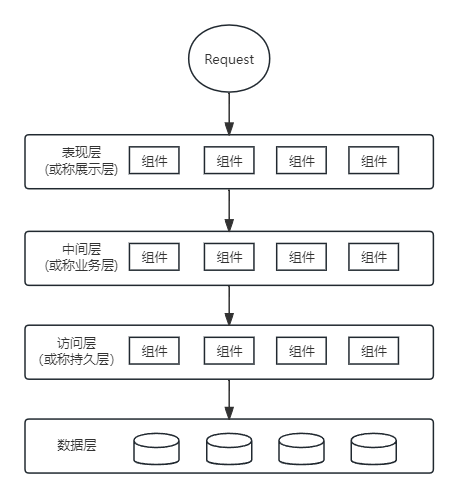 Request
表现层
(或称展示层)
组件 组件 组件 组件
中间层
(或称业务层)
组件 组件 组件 组件
访问层
（或称持久层）
组件 组件 组件 组件
数据层